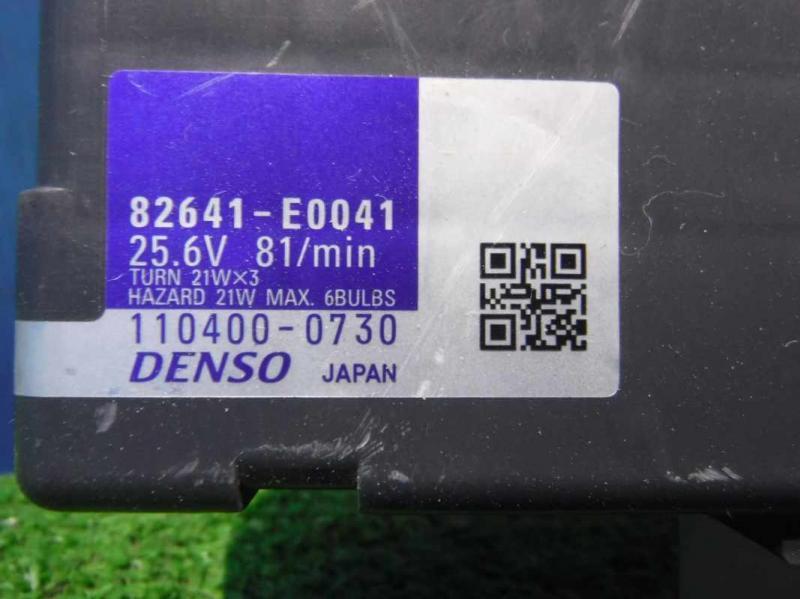 82641-E0041
25.6V 81/min
TURN 21W×3
HAZARD 21W MAX. 6BULBS
110400-0730
DENSO JAPAN